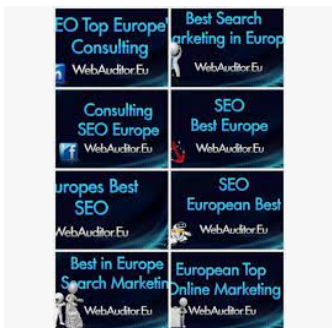 EO Top Europe
Consulting
WebAuditor.Eu
Best Search
arketing in Europ
WebAuditor.Eu
Consulting
SEO Europe
WebAuditor.Eu
SEO
Best Europe
WebAuditor.Eu
uropes Best
SEO
WebAuditor.Eu
SEO
European Best
WebAuditor.Eu
Best in Europe
Search Marketin
WebAuditor.Eu
European Top
Online Marketing
WebAuditor.Eu